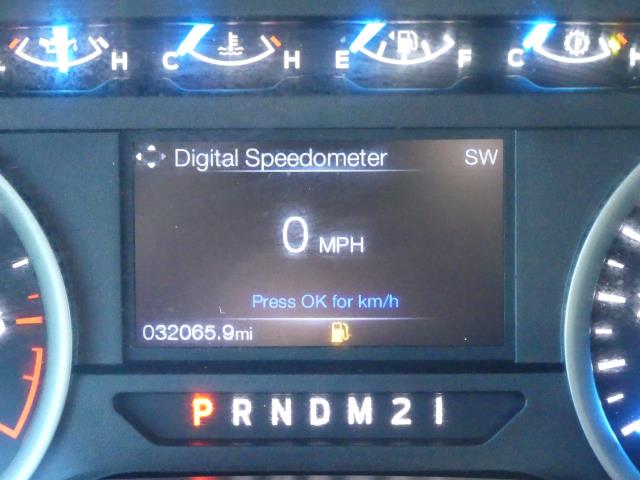 L H C H E F C H
Digital Speedometer SW
0 MPH
Press OK for km/h
032065.9mi
P R N D M 2 1